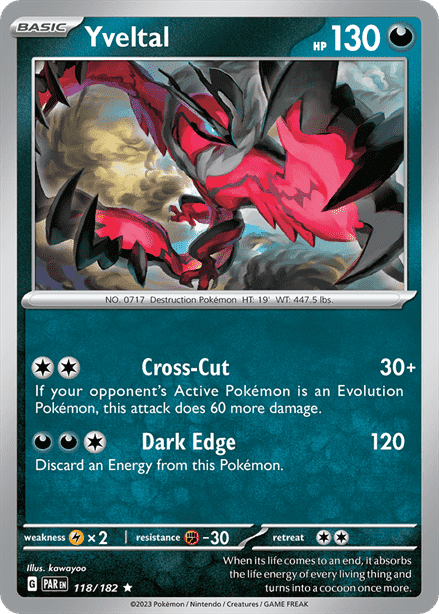 BASIC
Yveltal
HP 130
NO. 0717 Destruction Pokémon HT: 19' WT: 447.5 lbs.
Cross-Cut 30+
If your opponent's Active Pokémon is an Evolution
Pokémon, this attack does 60 more damage.
Dark Edge 120
Discard an Energy from this Pokémon.
weakness × 2 resistance -30 retreat
Illus. kawayoo
G PAR EN 118/182 ★
When its life comes to an end, it absorbs
the life energy of every living thing and
turns into a cocoon once more.
©2023 Pokémon / Nintendo / Creatures / GAME FREAK